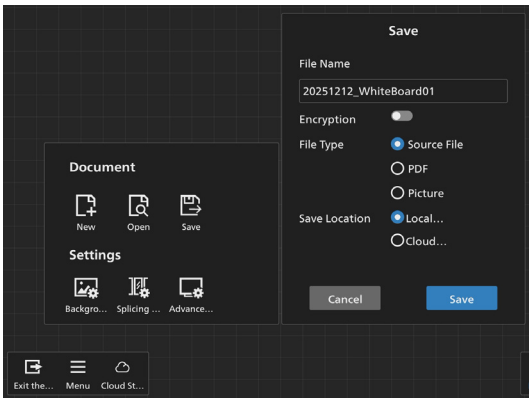 Save
File Name
20251212_WhiteBoard01
Encryption
File Type
Source File
PDF
Picture
Save Location
Local...
Cloud...
Cancel
Save
Document
New
Open
Save
Settings
Backgro...
Splicing ...
Advance...
Exit the...
Menu
Cloud St...